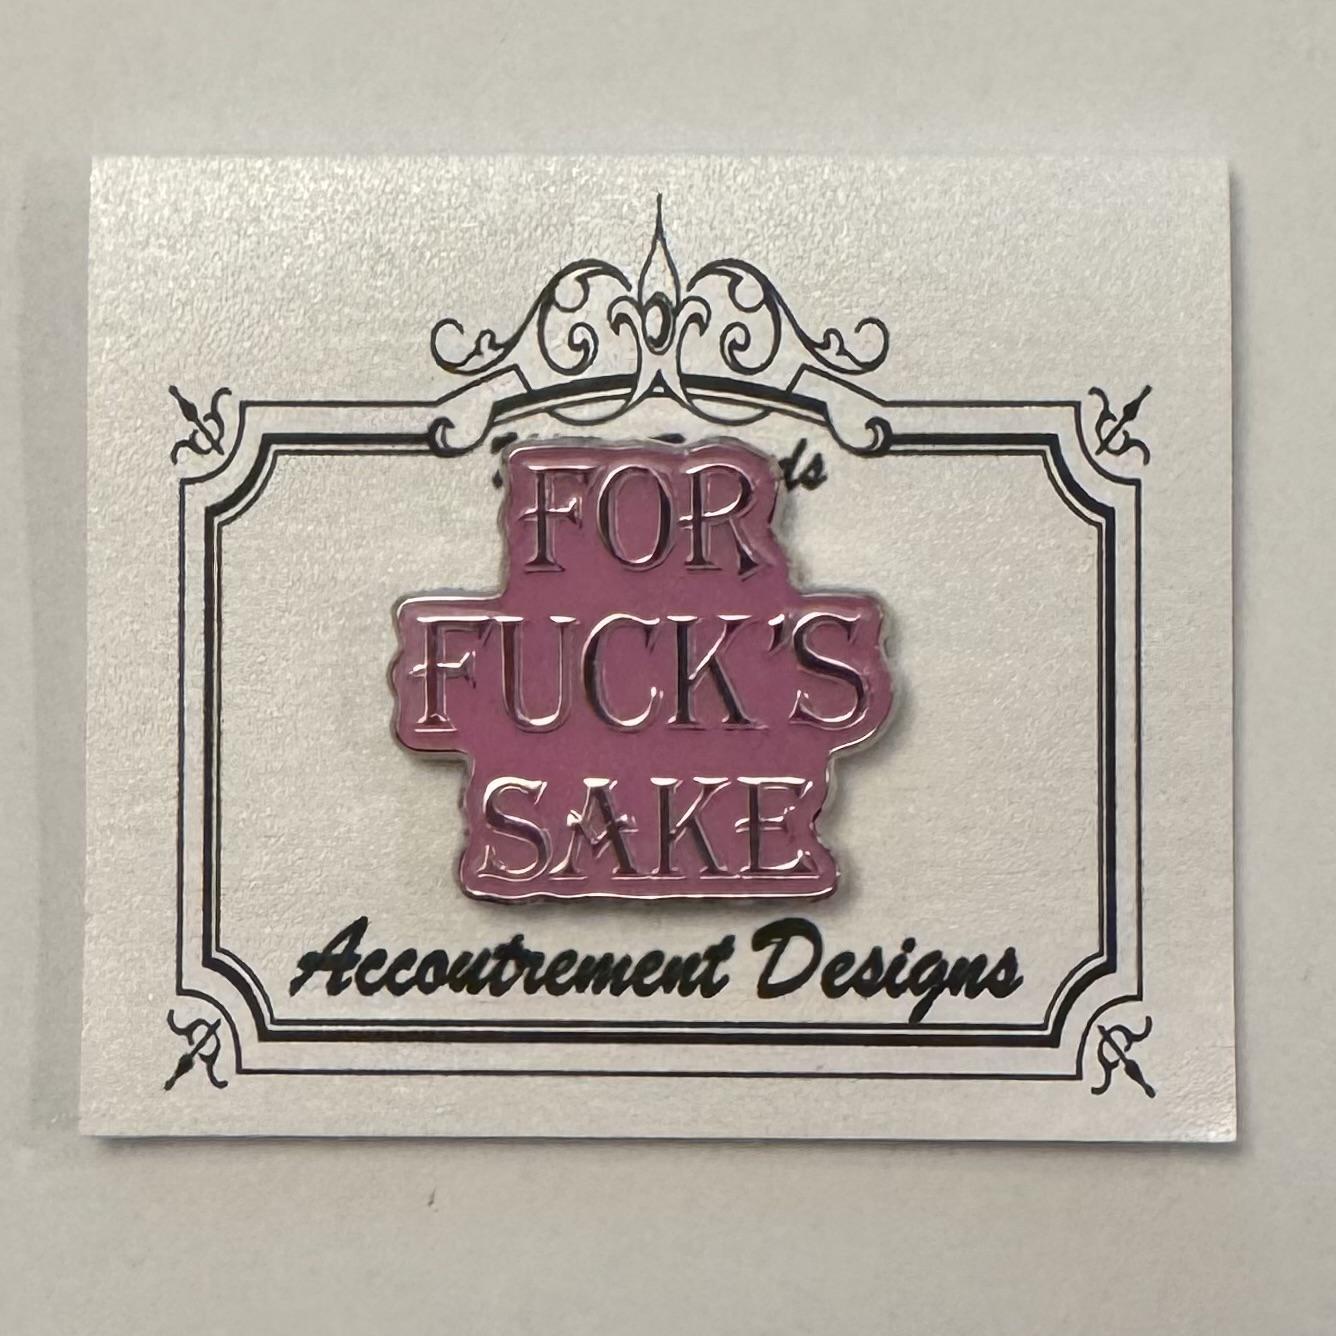 FOR
FUCK'S
SAKE
Accoutrement Designs